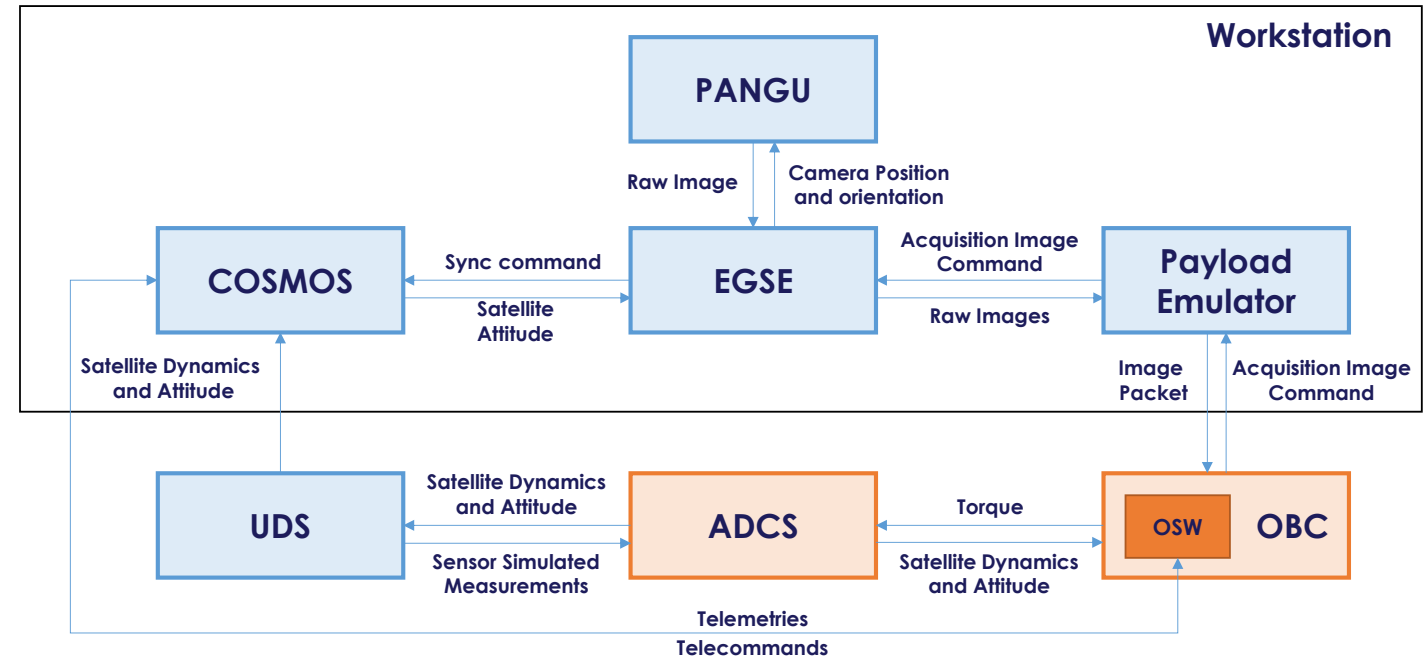 Workstation
PANGU
Raw Image
Camera Position
and orientation
COSMOS
Sync command
Satellite
Attitude
EGSE
Acquisition Image
Command
Raw Images
Payload
Emulator
Satellite Dynamics
and Attitude
Image
Packet
Acquisition Image
Command
UDS
Satellite Dynamics
and Attitude
Sensor Simulated
Measurements
ADCS
Torque
Satellite Dynamics
and Attitude
OSW
OBC
Telemetries
Telecommands